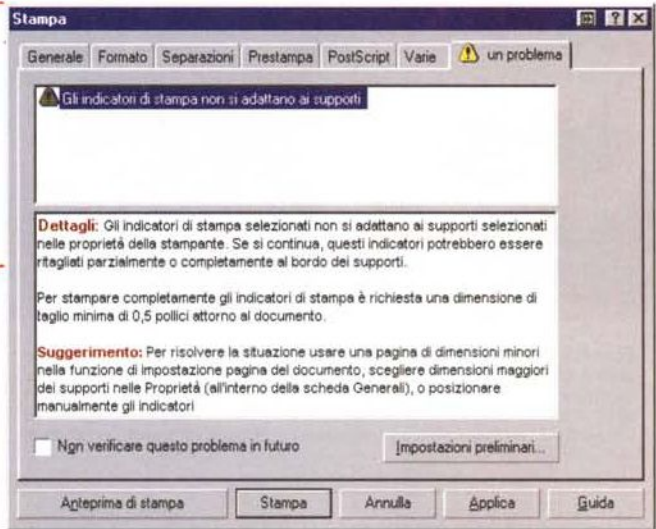 Stampa
Generale Formato Separazioni Prestampa PostScript Varie un problema
Gli indicatori di stampa non si adattano ai supporti
Dettagli: Gli indicatori di stampa selezionati non si adattano ai supporti selezionati
nelle proprietà della stampante. Se si continua, questi indicatori potrebbero essere
ritagliati parzialmente o completamente al bordo dei supporti.
Per stampare completamente gli indicatori di stampa è richiesta una dimensione di
taglio minima di 0,5 pollici attorno al documento.
Suggerimento: Per risolvere la situazione usare una pagina di dimensioni minori
nella funzione di impostazione pagina del documento, scegliere dimensioni maggiori
dei supporti nelle Proprietà (all'interno della scheda Generali), o posizionare
manualmente gli indicatori
Non verificare questo problema in futuro
Impostazioni preliminari...
Anteprima di stampa Stampa Annulla Applica Guida